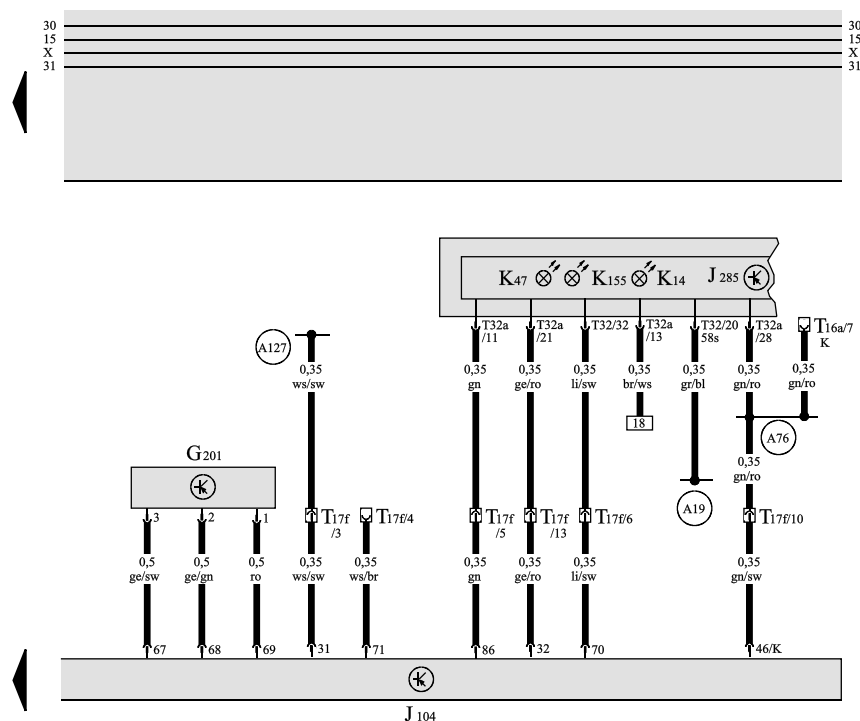 30 30
15 15
X X
31 31
K47 K155 K14 J285
T32a/11 T32a/21 T32/32 T32a/13 T32/20 58s T32a/28 T16a/7 K
A127
0,35 ws/sw 0,35 gn 0,35 ge/ro 0,35 li/sw 0,35 br/ws 0,35 gr/bl 0,35 gn/ro 0,35 gn/ro
18
A76
G201
0,35 gn/ro
A19
3 2 1 T17f/3 T17f/4 T17f/5 T17f/13 T17f/6 T17f/10
0,5 ge/sw 0,5 ge/gn 0,5 ro 0,35 ws/sw 0,35 ws/br 0,35 gn 0,35 ge/ro 0,35 li/sw 0,35 gn/sw
67 68 69 31 71 86 32 70 46/K
J104